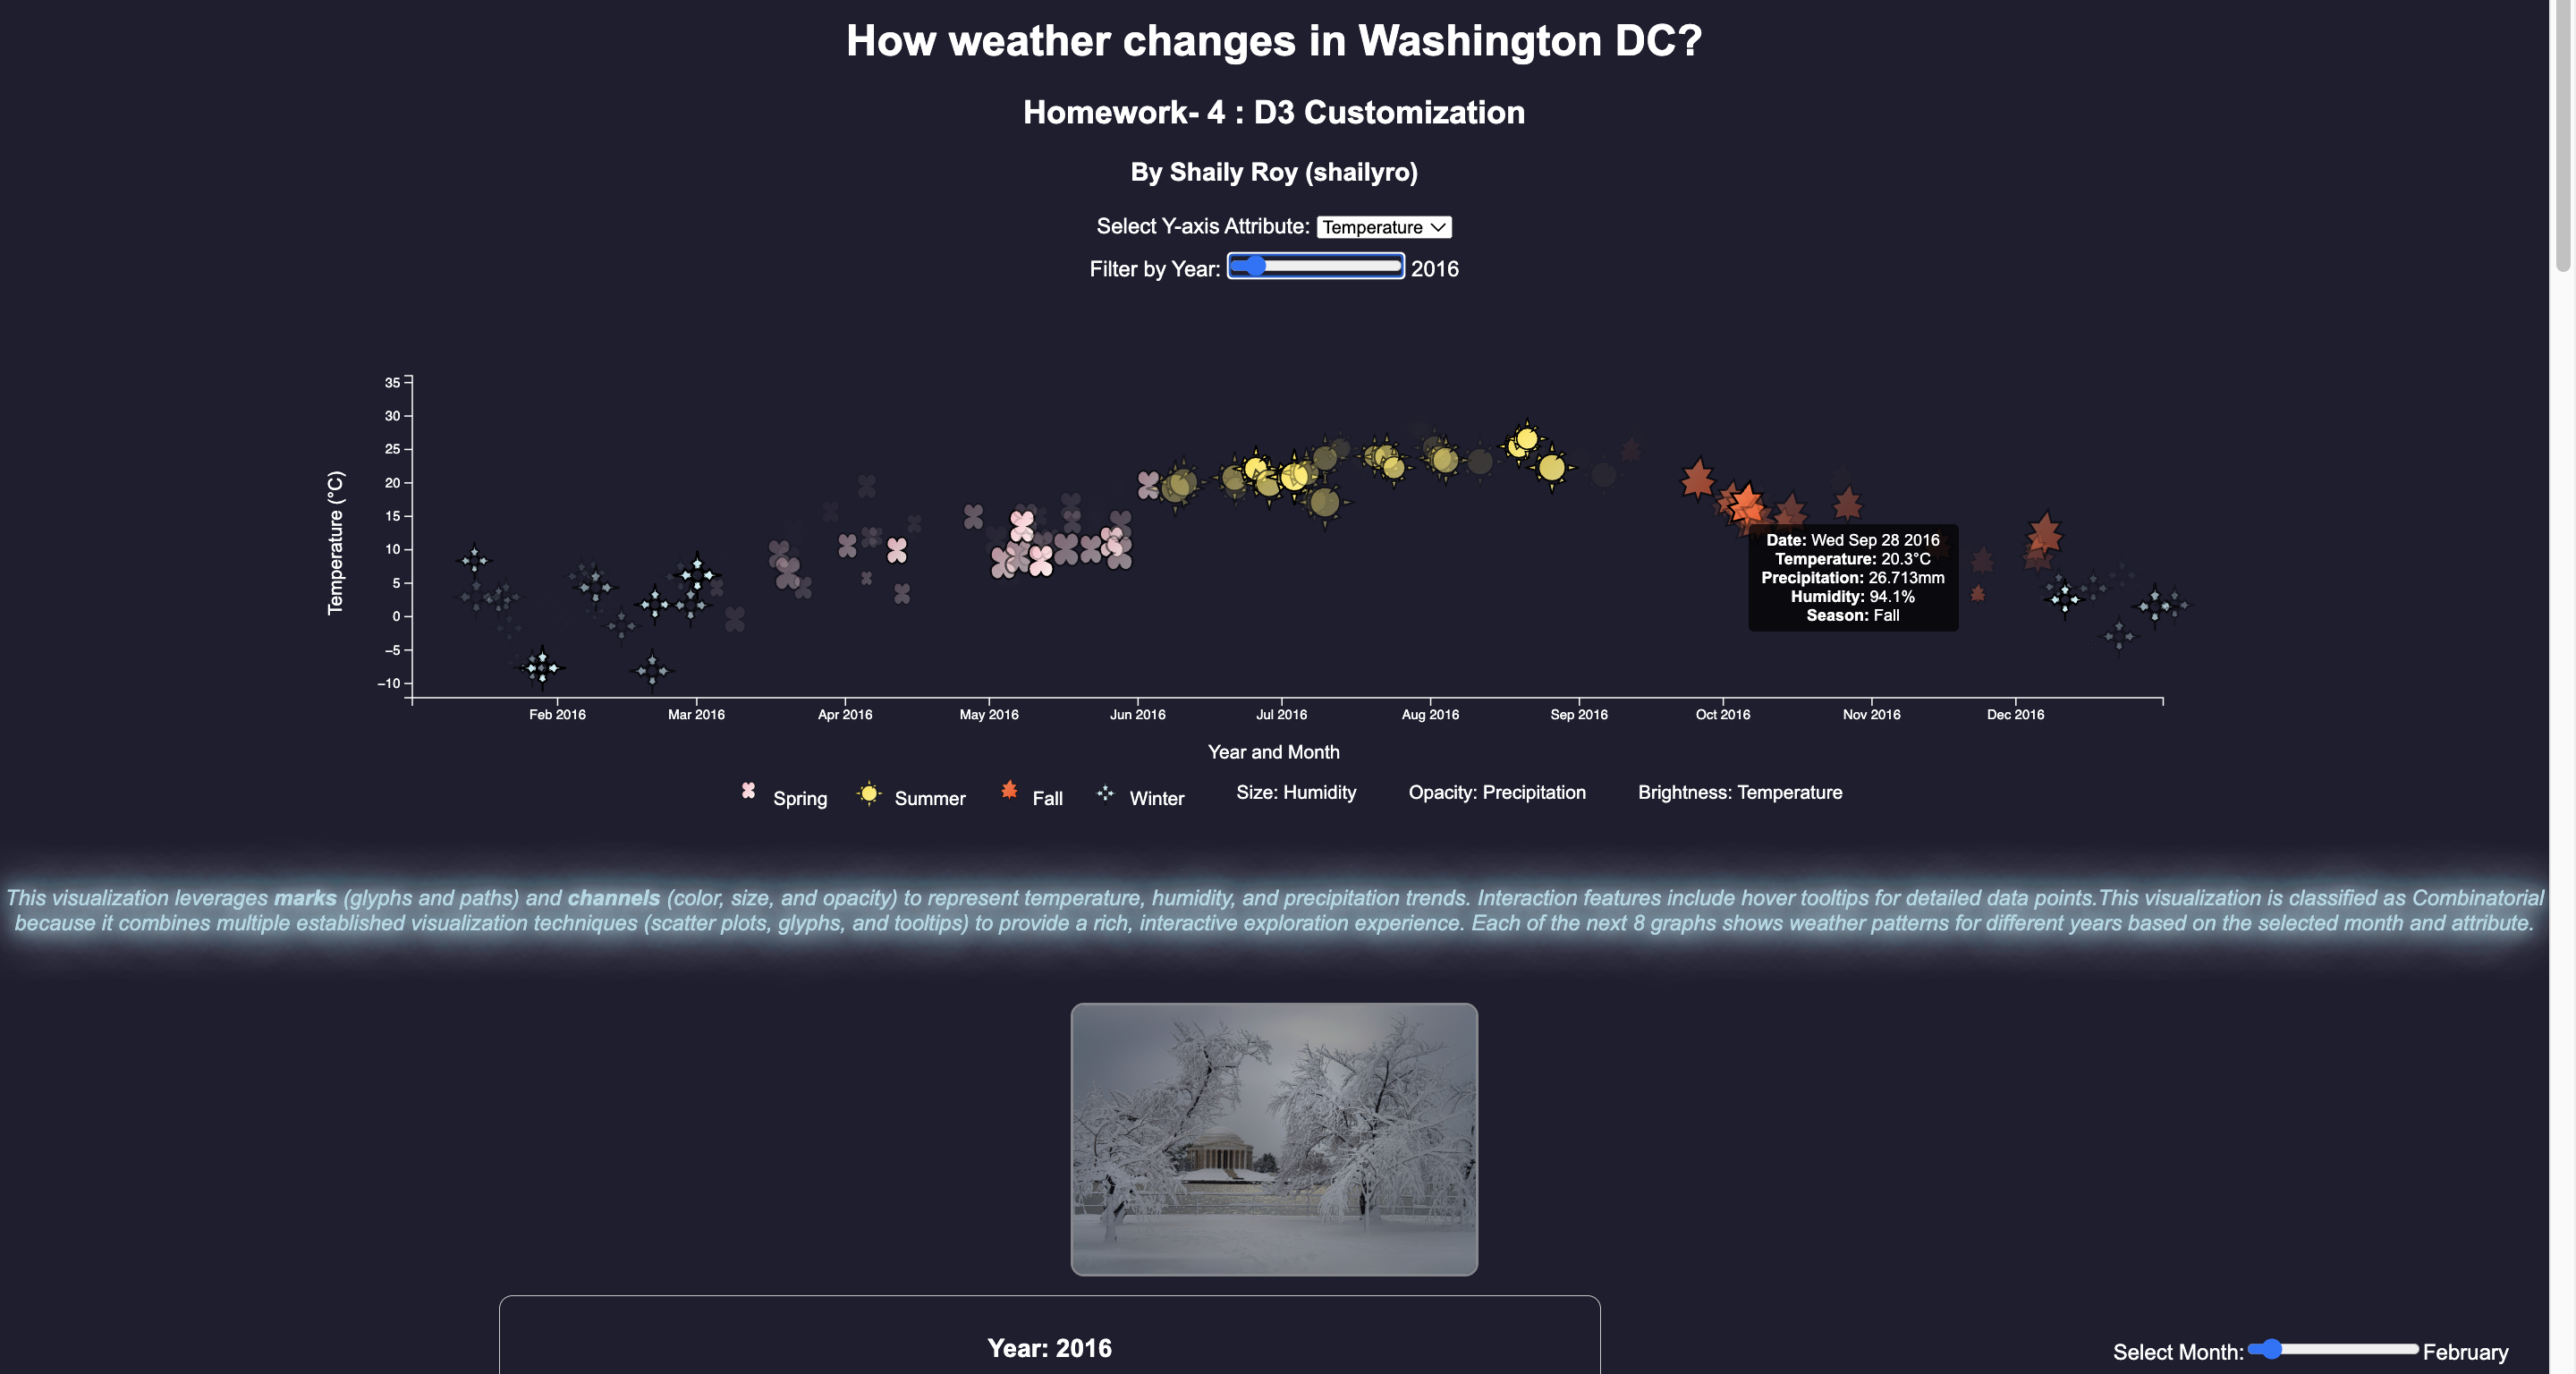 How weather changes in Washington DC?
Homework- 4 : D3 Customization
By Shaily Roy (shailyro)
Select Y-axis Attribute: Temperature
Filter by Year: 2016
Temperature (°C)
35
30
25
20
15
10
5
0
−5
−10
Date: Wed Sep 28 2016
Temperature: 20.3°C
Precipitation: 26.713mm
Humidity: 94.1%
Season: Fall
Feb 2016 Mar 2016 Apr 2016 May 2016 Jun 2016 Jul 2016 Aug 2016 Sep 2016 Oct 2016 Nov 2016 Dec 2016
Year and Month
Spring Summer Fall Winter Size: Humidity Opacity: Precipitation Brightness: Temperature
This visualization leverages marks (glyphs and paths) and channels (color, size, and opacity) to represent temperature, humidity, and precipitation trends. Interaction features include hover tooltips for detailed data points.This visualization is classified as Combinatorial
because it combines multiple established visualization techniques (scatter plots, glyphs, and tooltips) to provide a rich, interactive exploration experience. Each of the next 8 graphs shows weather patterns for different years based on the selected month and attribute.
Year: 2016
Select Month: February